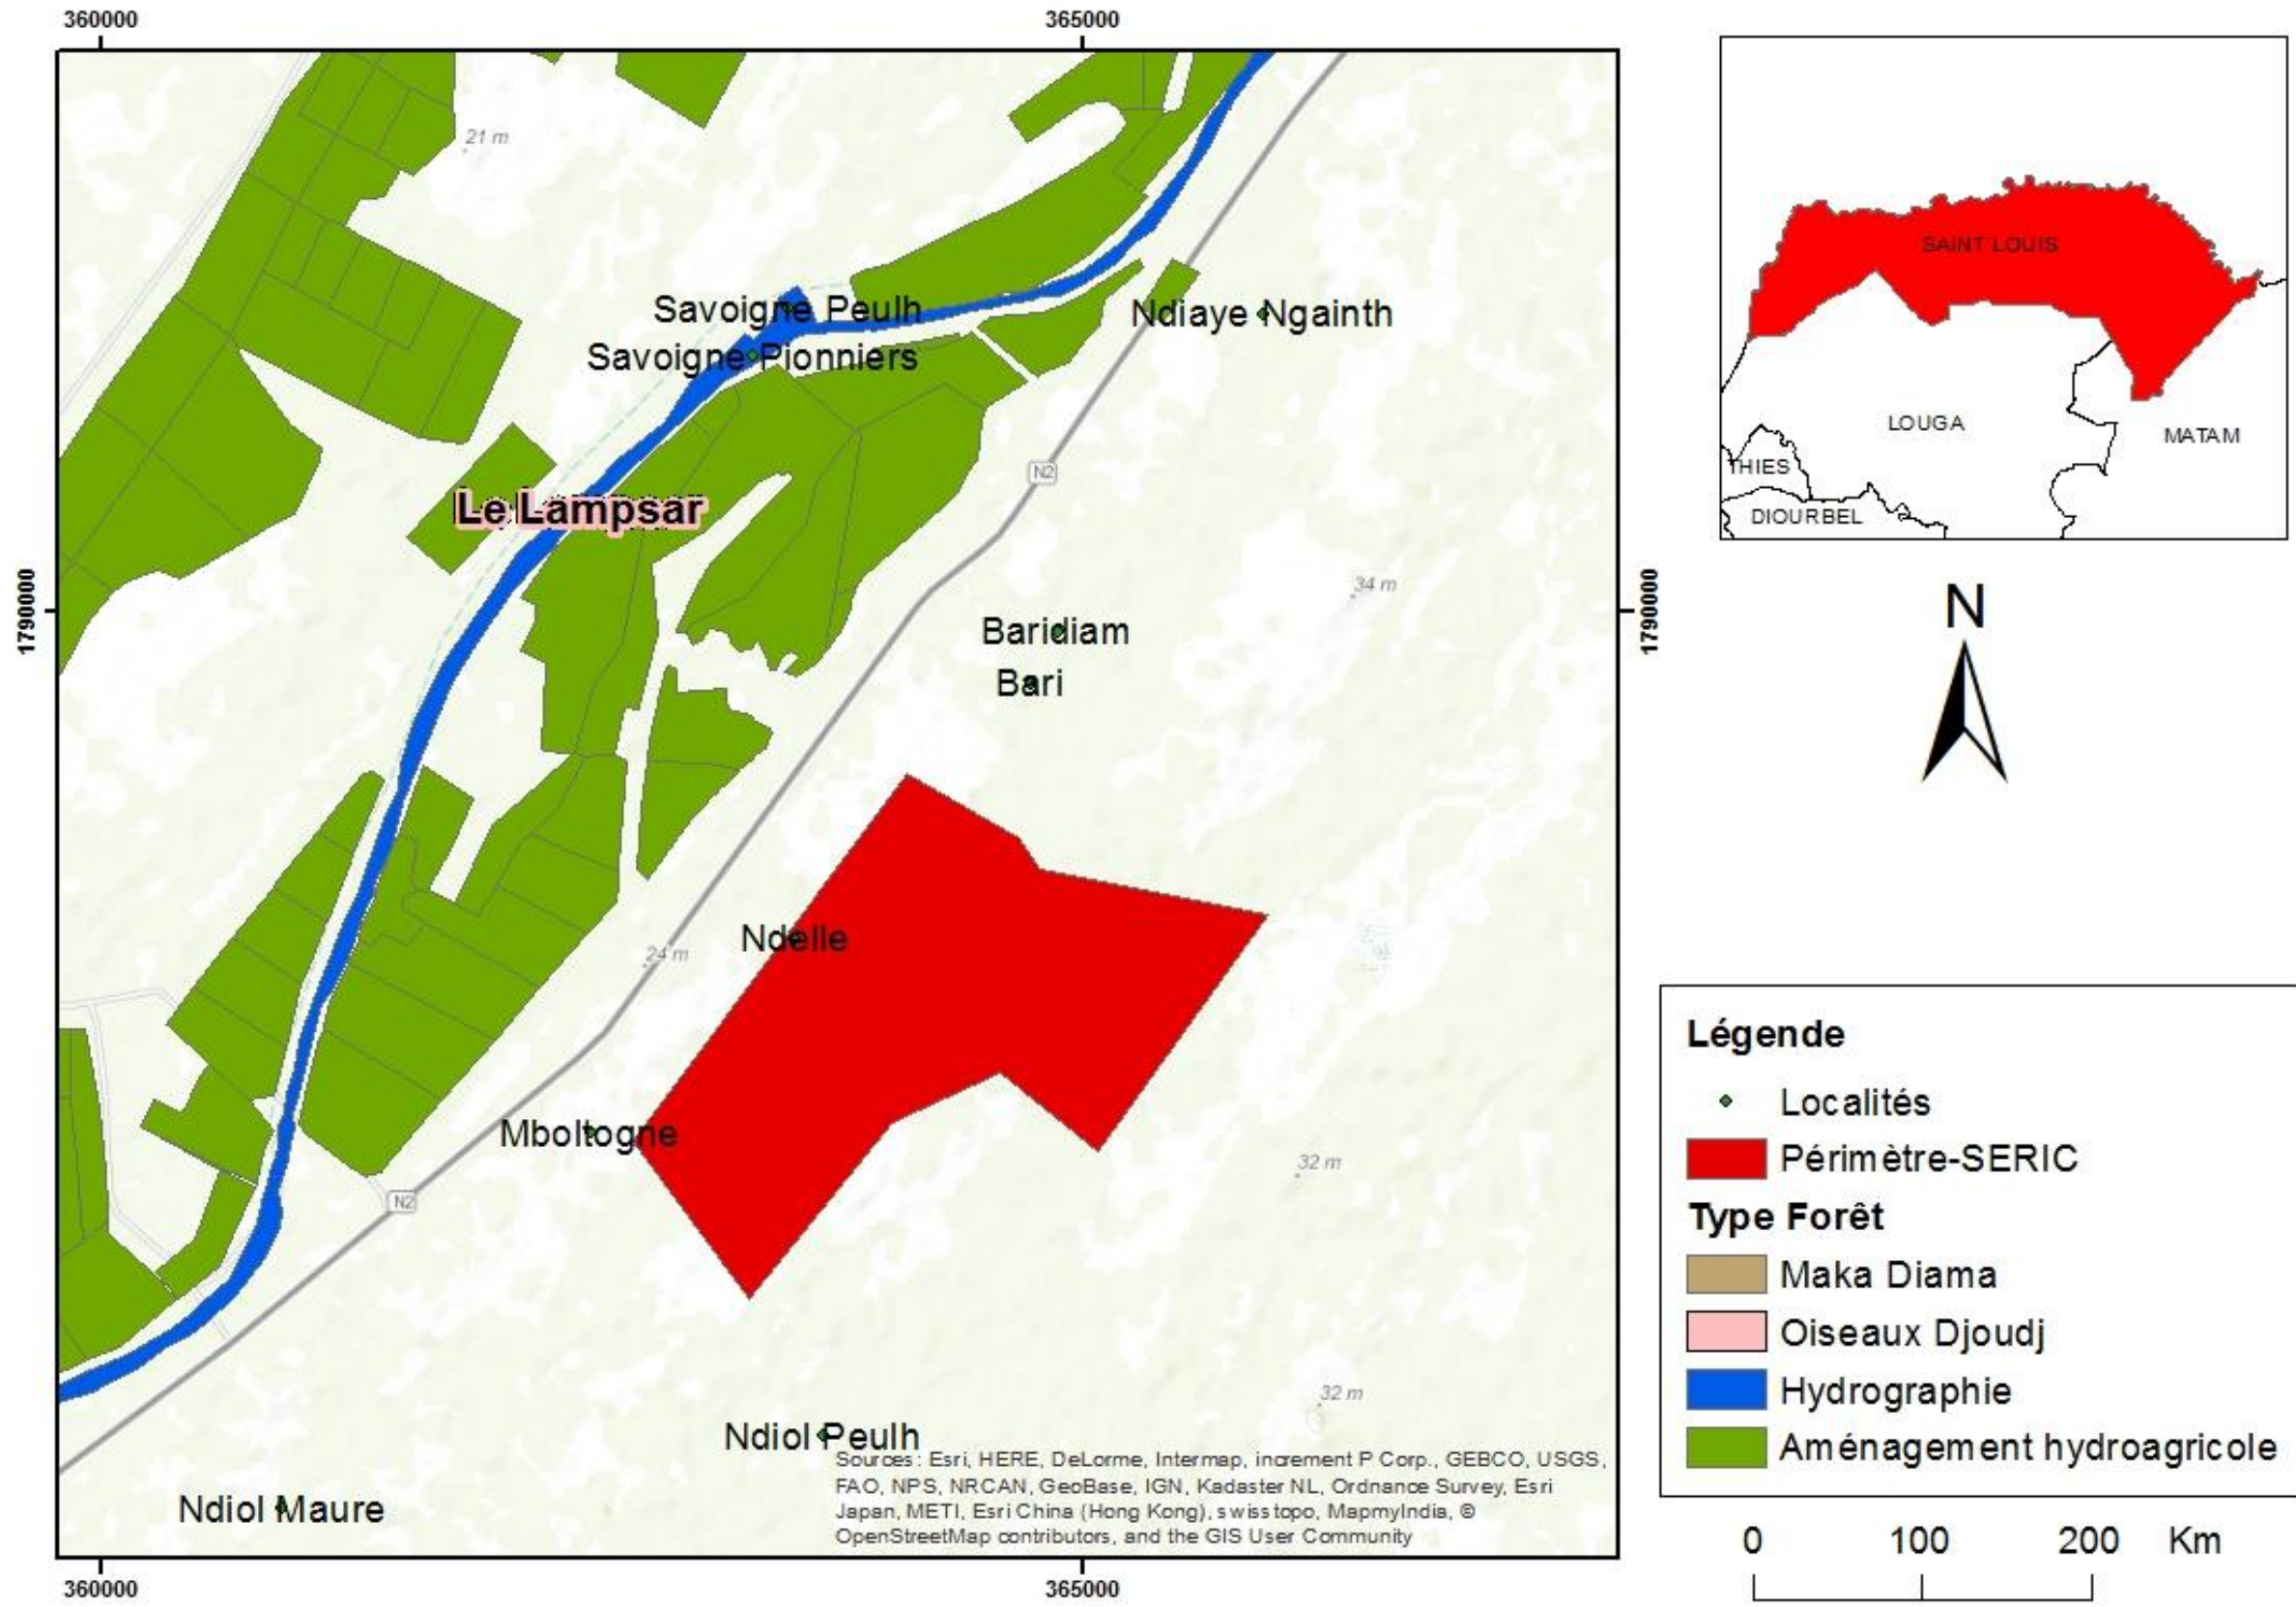 360000
365000
21 m
Savoigne Peulh
Ndiaye Ngainth
Savoigne Pionniers
N2
Le Lampsar
1790000
1790000
34 m
Baridiam
Bari
Ndelle
24 m
Mboltogne
32 m
N2
32 m
Ndiol Peulh
Ndiol Maure
Sources: Esri, HERE, DeLorme, Intermap, increment P Corp., GEBCO, USGS,
FAO, NPS, NRCAN, GeoBase, IGN, Kadaster NL, Ordnance Survey, Esri
Japan, METI, Esri China (Hong Kong), swisstopo, MapmyIndia, ©
OpenStreetMap contributors, and the GIS User Community
360000
365000
SAINT LOUIS
LOUGA
MATAM
THIES
DIOURBEL
N
Légende
Localités
Périmètre-SERIC
Type Forêt
Maka Diama
Oiseaux Djoudj
Hydrographie
Aménagement hydroagricole
0 100 200 Km